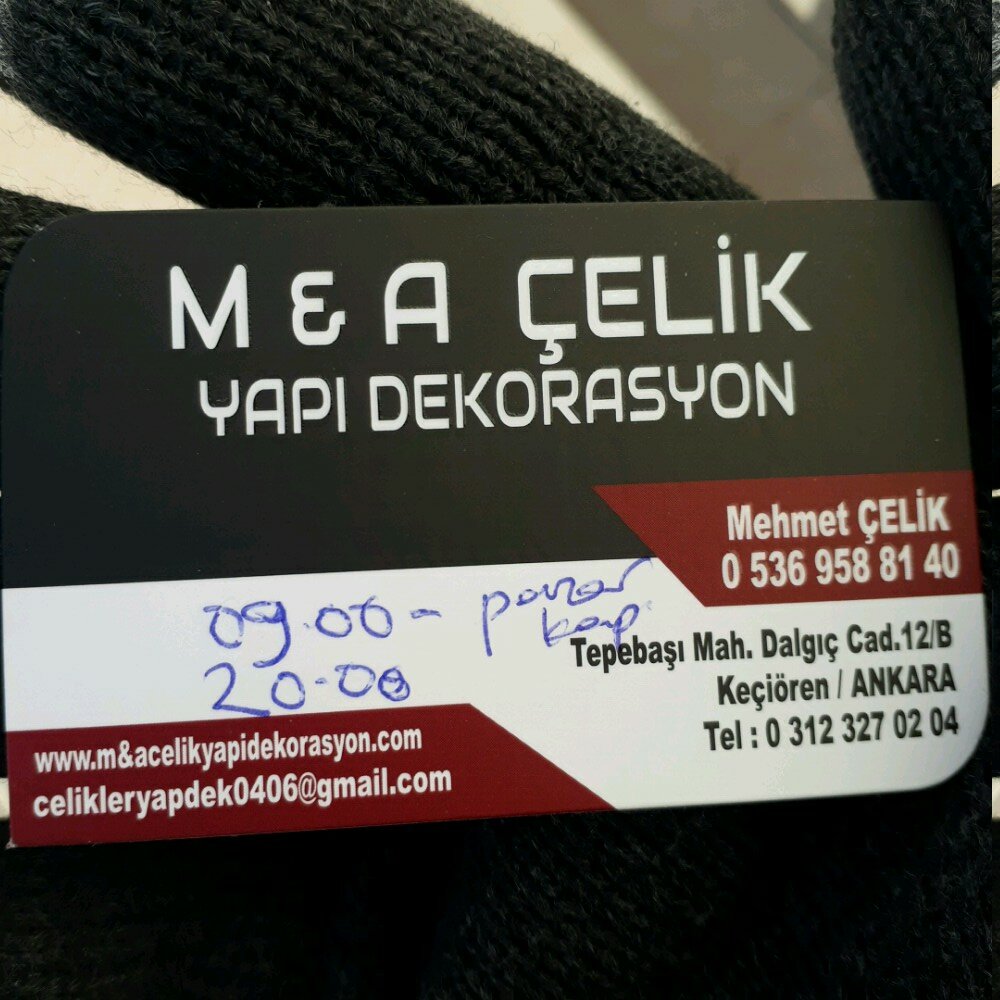 M & A ÇELİK
YAPI DEKORASYON
Mehmet ÇELİK
0 536 958 81 40
09.00 - pazar
kap
20.00
Tepebaşı Mah. Dalgıç Cad.12/B
Keçiören / ANKARA
Tel : 0 312 327 02 04
www.m&acelikyapidekorasyon.com
celikleryapdek0406@gmail.com